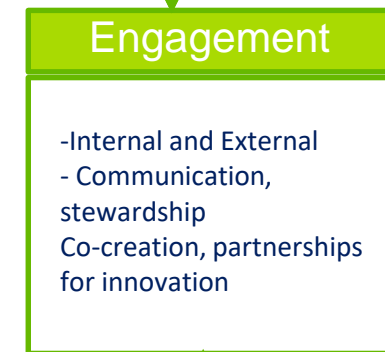 Engagement
-Internal and External
- Communication,
stewardship
Co-creation, partnerships
for innovation